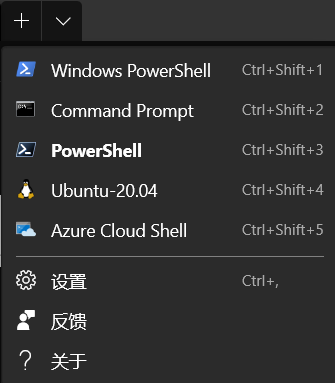 Windows PowerShell Ctrl+Shift+1
Command Prompt Ctrl+Shift+2
PowerShell Ctrl+Shift+3
Ubuntu-20.04 Ctrl+Shift+4
Azure Cloud Shell Ctrl+Shift+5
设置 Ctrl+,
反馈
关于